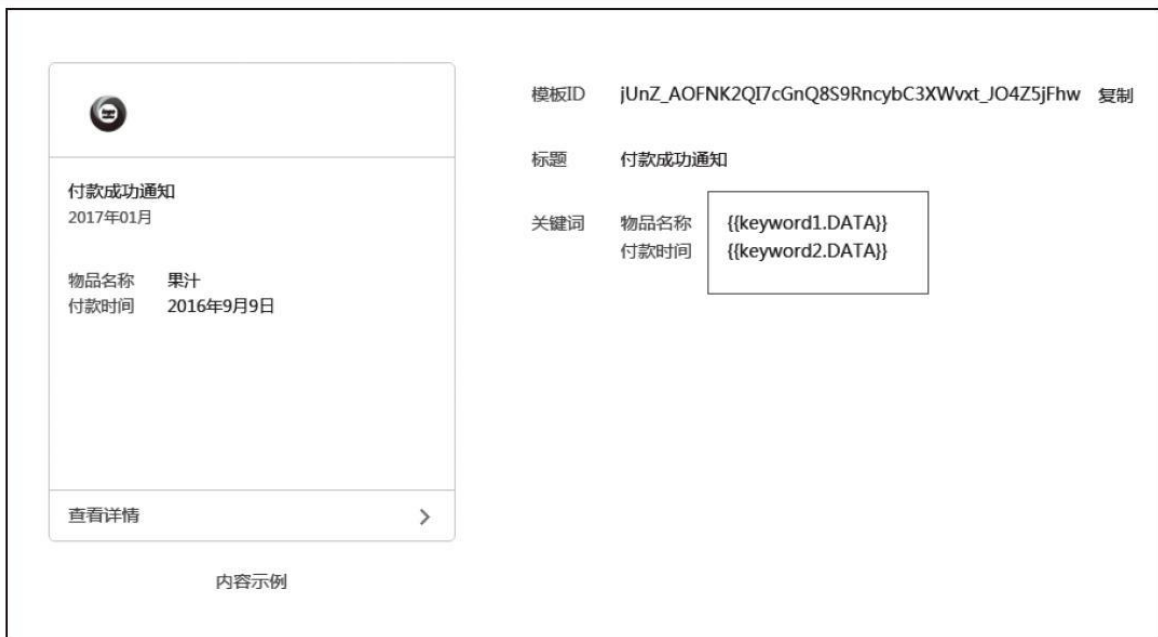 付款成功通知
2017年01月
物品名称 果汁
付款时间 2016年9月9日
查看详情
内容示例
模板ID jUnZ_AOFNK2QI7cGnQ8S9RncybC3XWvxt_JO4Z5jFhw 复制
标题 付款成功通知
关键词 物品名称 {{keyword1.DATA}}
付款时间 {{keyword2.DATA}}